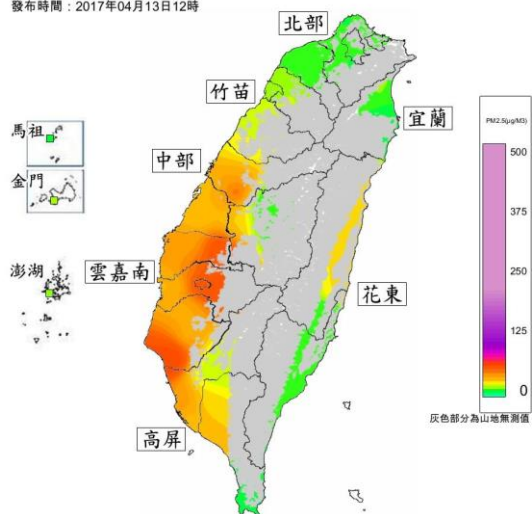 發布時間：2017年04月13日12時
北部
竹苗
宜蘭
馬祖
中部
金門
澎湖
雲嘉南
花東
高屏
PM2.5(μg/M3)
500
250
125
0
灰色部分為山地無測值